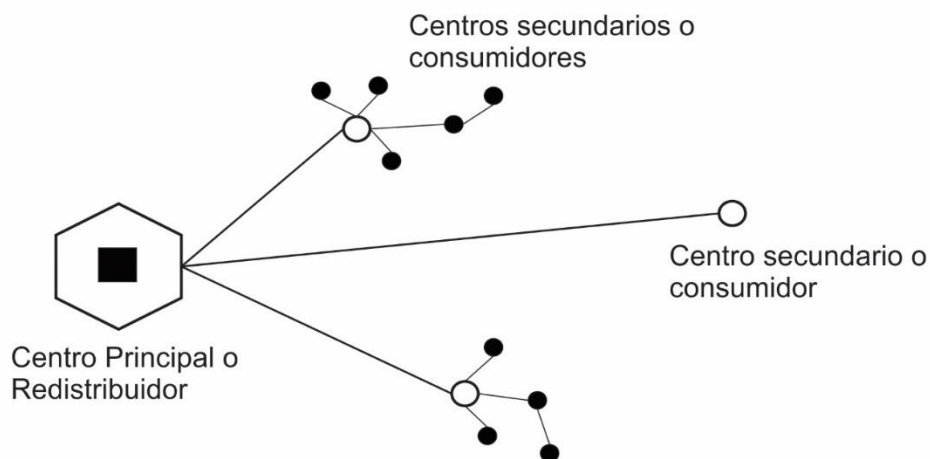 Centros secundarios o
consumidores
Centro secundario o
consumidor
Centro Principal o
Redistribuidor